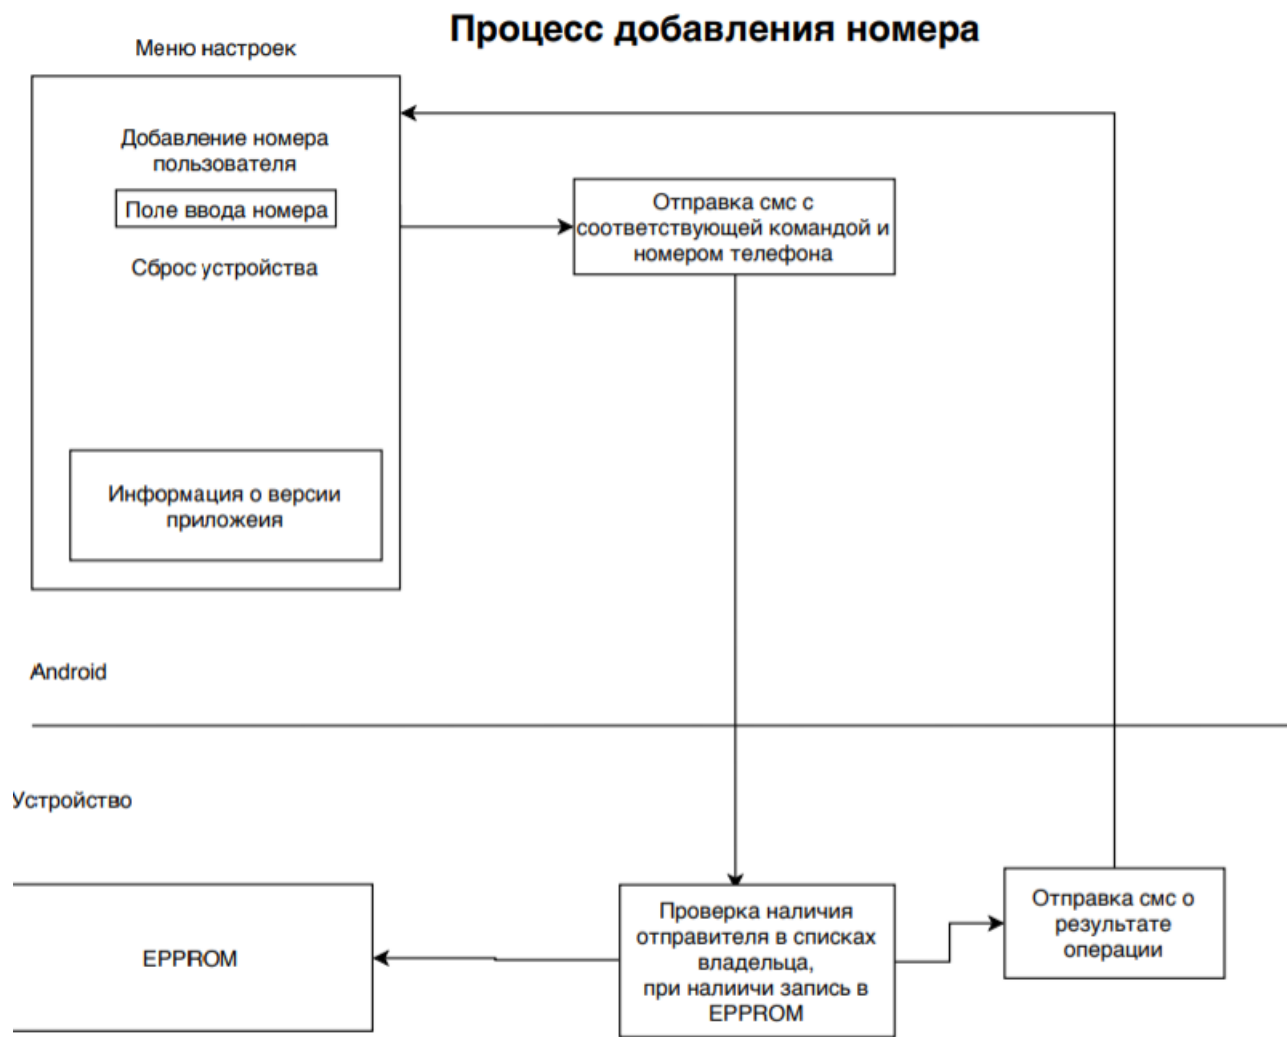 Процесс добавления номера
Меню настроек
Добавление номера
пользователя
Поле ввода номера
Сброс устройства
Информация о версии
приложеия
Отправка смс с
соответствующей командой и
номером телефона
Android
Устройство
EPPROM
Проверка наличия
отправителя в списках
владельца,
при налиичи запись в
EPPROM
Отправка смс о
результате
операции